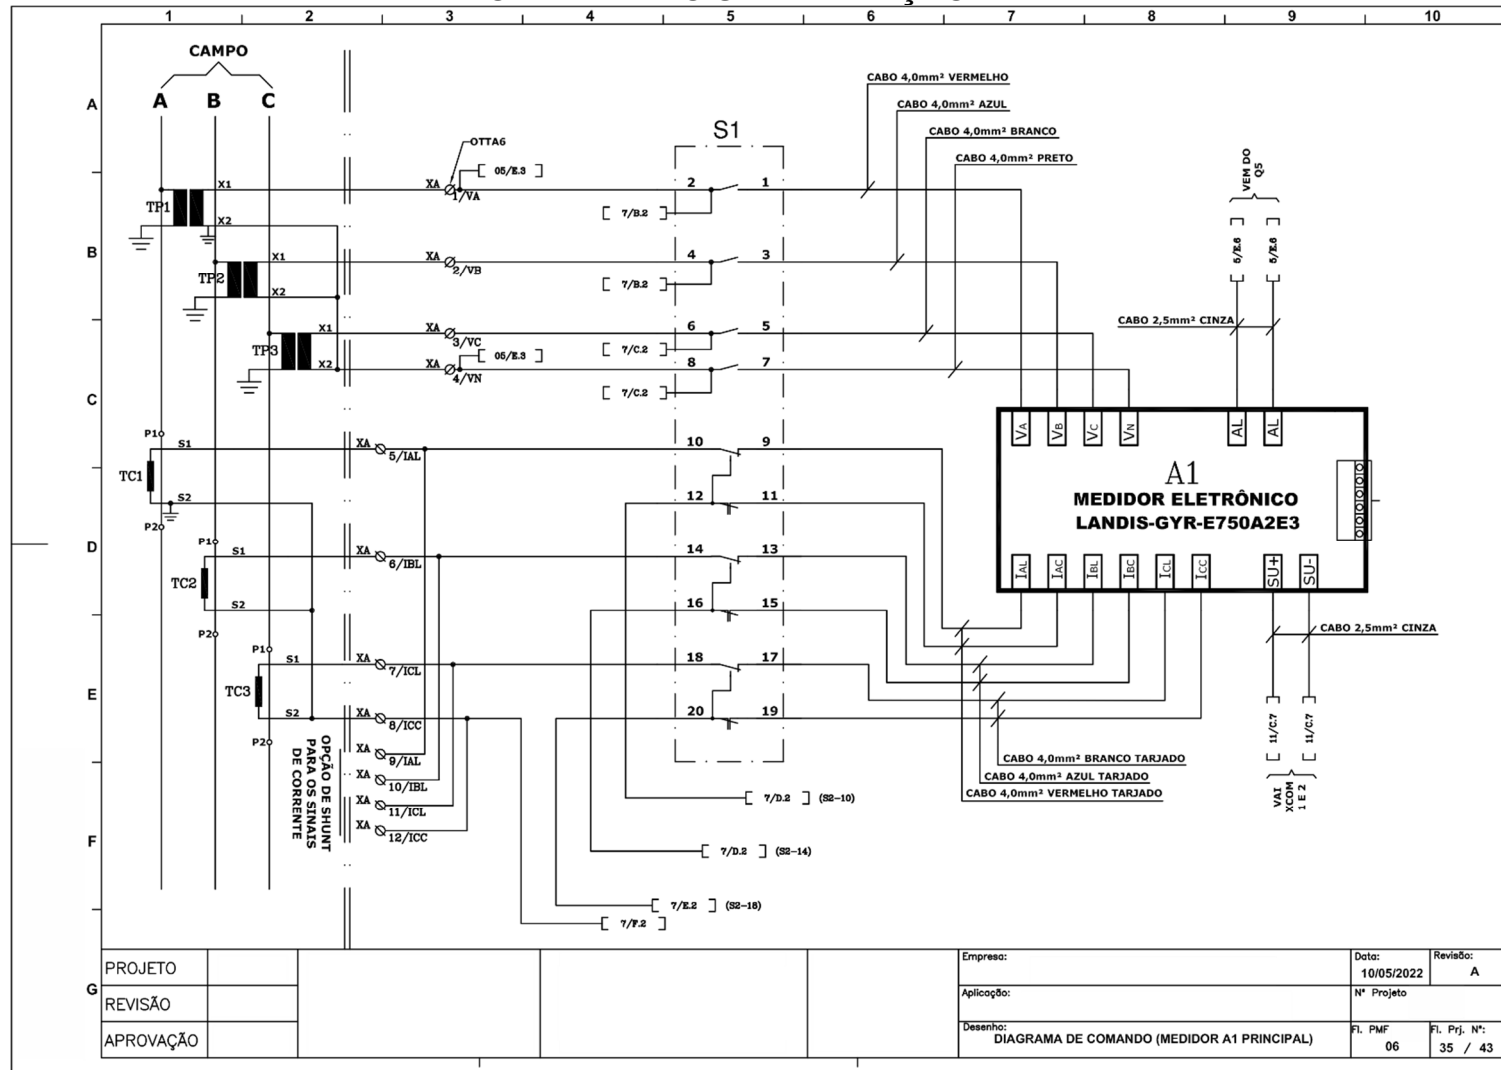 1 2 3 4 5 6 7 8 9 10
A
B
C
D
E
F
G
CAMPO
A B C
TP1
X1
X2
TP2
X1
X2
TP3
X1
X2
P1
S1
TC1
S2
P2
P1
S1
TC2
S2
P2
P1
S1
TC3
S2
P2
OPÇÃO DE SHUNT
PARA OS SINAIS
DE CORRENTE
OTTA6
XA
1/VA
05/E.3
XA
2/VB
XA
3/VC
XA
4/VN
05/E.3
XA
5/IAL
XA
6/IBL
XA
7/ICL
XA
8/ICC
XA
9/IAL
XA
10/IBL
XA
11/ICL
XA
12/ICC
S1
2 1
7/B.2
4 3
7/B.2
6 5
7/C.2
8 7
7/C.2
10 9
12 11
14 13
16 15
18 17
20 19
7/D.2 (S2-10)
7/D.2 (S2-14)
7/E.2 (S2-18)
7/F.2
CABO 4,0mm² VERMELHO
CABO 4,0mm² AZUL
CABO 4,0mm² BRANCO
CABO 4,0mm² PRETO
VEM DO
Q5
5/E.6 5/E.6
CABO 2,5mm² CINZA
VA VB VC VN AL AL
A1
MEDIDOR ELETRÔNICO
LANDIS-GYR-E750A2E3
IAL IAC IBL IBC ICL ICC SU+ SU-
CABO 2,5mm² CINZA
11/C.7 11/C.7
VAI
XCOM
1 E 2
CABO 4,0mm² BRANCO TARJADO
CABO 4,0mm² AZUL TARJADO
CABO 4,0mm² VERMELHO TARJADO
PROJETO
REVISÃO
APROVAÇÃO
Empresa:
Aplicação:
Desenho:
DIAGRAMA DE COMANDO (MEDIDOR A1 PRINCIPAL)
Data:
10/05/2022
Revisão:
A
Nº Projeto
Fl. PMF
06
Fl. Prj. Nº:
35 / 43